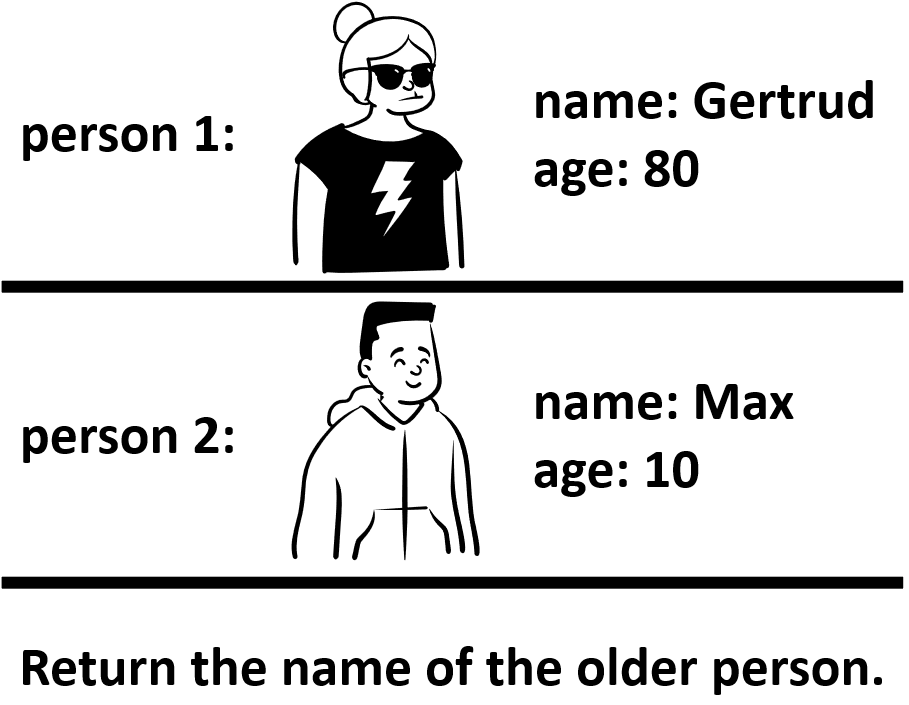 person 1:
name: Gertrud
age: 80
person 2:
name: Max
age: 10
Return the name of the older person.